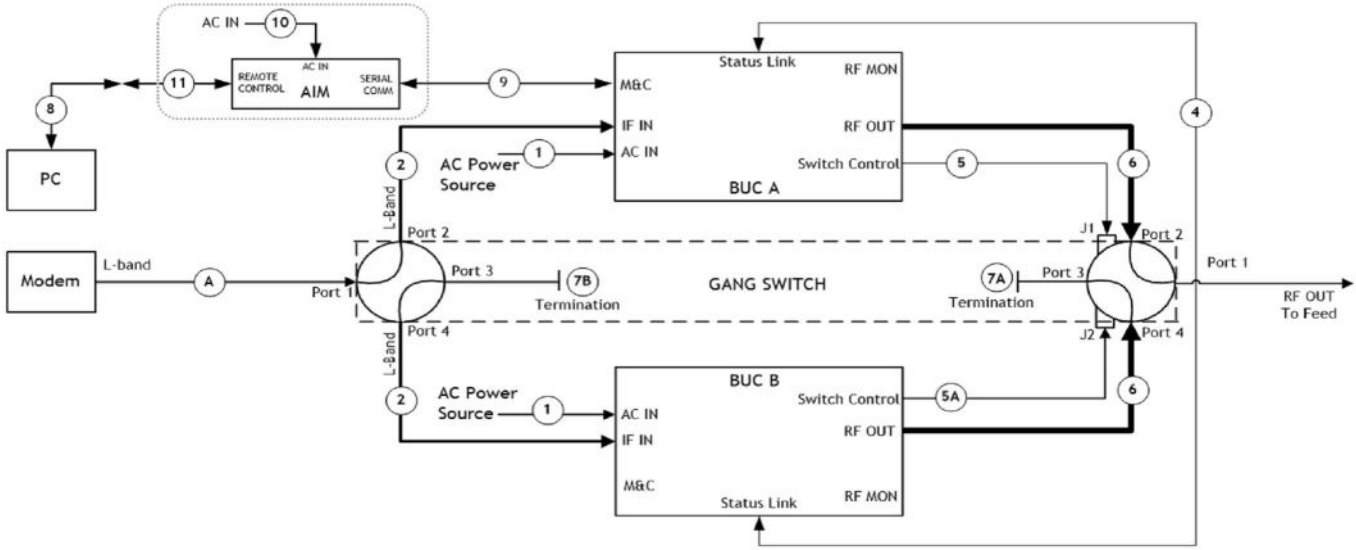 AC IN
10
AC IN
REMOTE
CONTROL
AIM
SERIAL
COMM
11
9
8
PC
Status Link
RF MON
M&C
IF IN
RF OUT
AC IN
Switch Control
BUC A
4
2
L-Band
AC Power
Source
1
5
6
Modem
L-band
A
Port 1
Port 2
Port 3
Port 4
7B
Termination
GANG SWITCH
7A
Termination
J1
Port 2
Port 3
Port 1
Port 4
J2
RF OUT
To Feed
L-Band
2
AC Power
Source
1
BUC B
Switch Control
AC IN
RF OUT
IF IN
M&C
RF MON
Status Link
5A
6